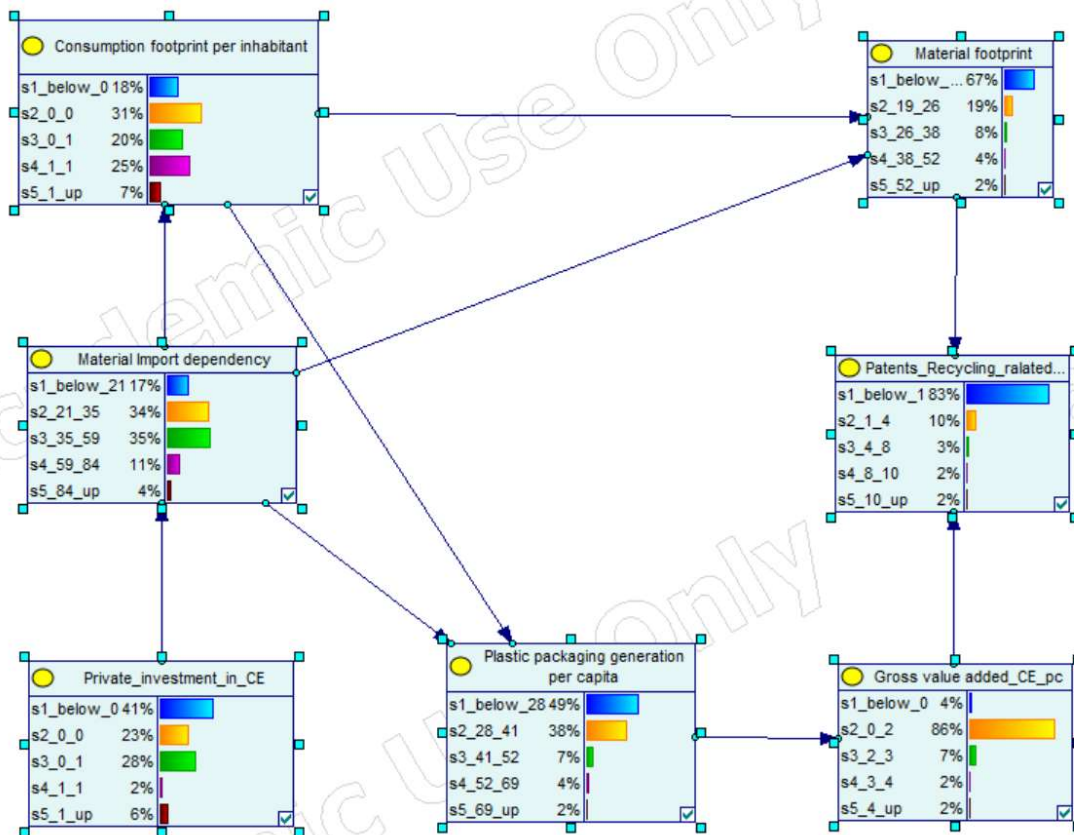 Consumption footprint per inhabitant
s1_below_0 18%
s2_0_0 31%
s3_0_1 20%
s4_1_1 25%
s5_1_up 7%
Material footprint
s1_below_... 67%
s2_19_26 19%
s3_26_38 8%
s4_38_52 4%
s5_52_up 2%
Material Import dependency
s1_below_21 17%
s2_21_35 34%
s3_35_59 35%
s4_59_84 11%
s5_84_up 4%
Patents_Recycling_ralated...
s1_below_1 83%
s2_1_4 10%
s3_4_8 3%
s4_8_10 2%
s5_10_up 2%
Private_investment_in_CE
s1_below_0 41%
s2_0_0 23%
s3_0_1 28%
s4_1_1 2%
s5_1_up 6%
Plastic packaging generation
per capita
s1_below_28 49%
s2_28_41 38%
s3_41_52 7%
s4_52_69 4%
s5_69_up 2%
Gross value added_CE_pc
s1_below_0 4%
s2_0_2 86%
s3_2_3 7%
s4_3_4 2%
s5_4_up 2%
demic Use Only
Only
mic Us